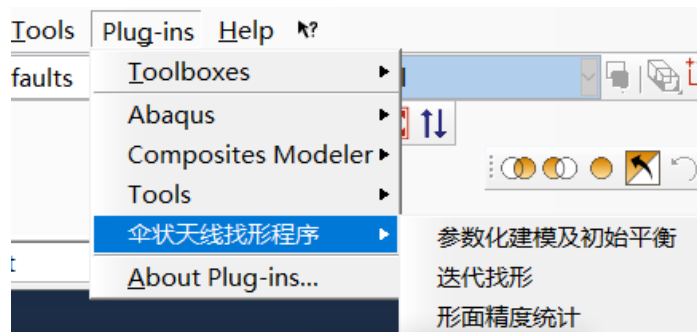 Tools Plug-ins Help
faults
Toolboxes
Abaqus
Composites Modeler
Tools
伞状天线找形程序
参数化建模及初始平衡
About Plug-ins...
迭代找形
形面精度统计